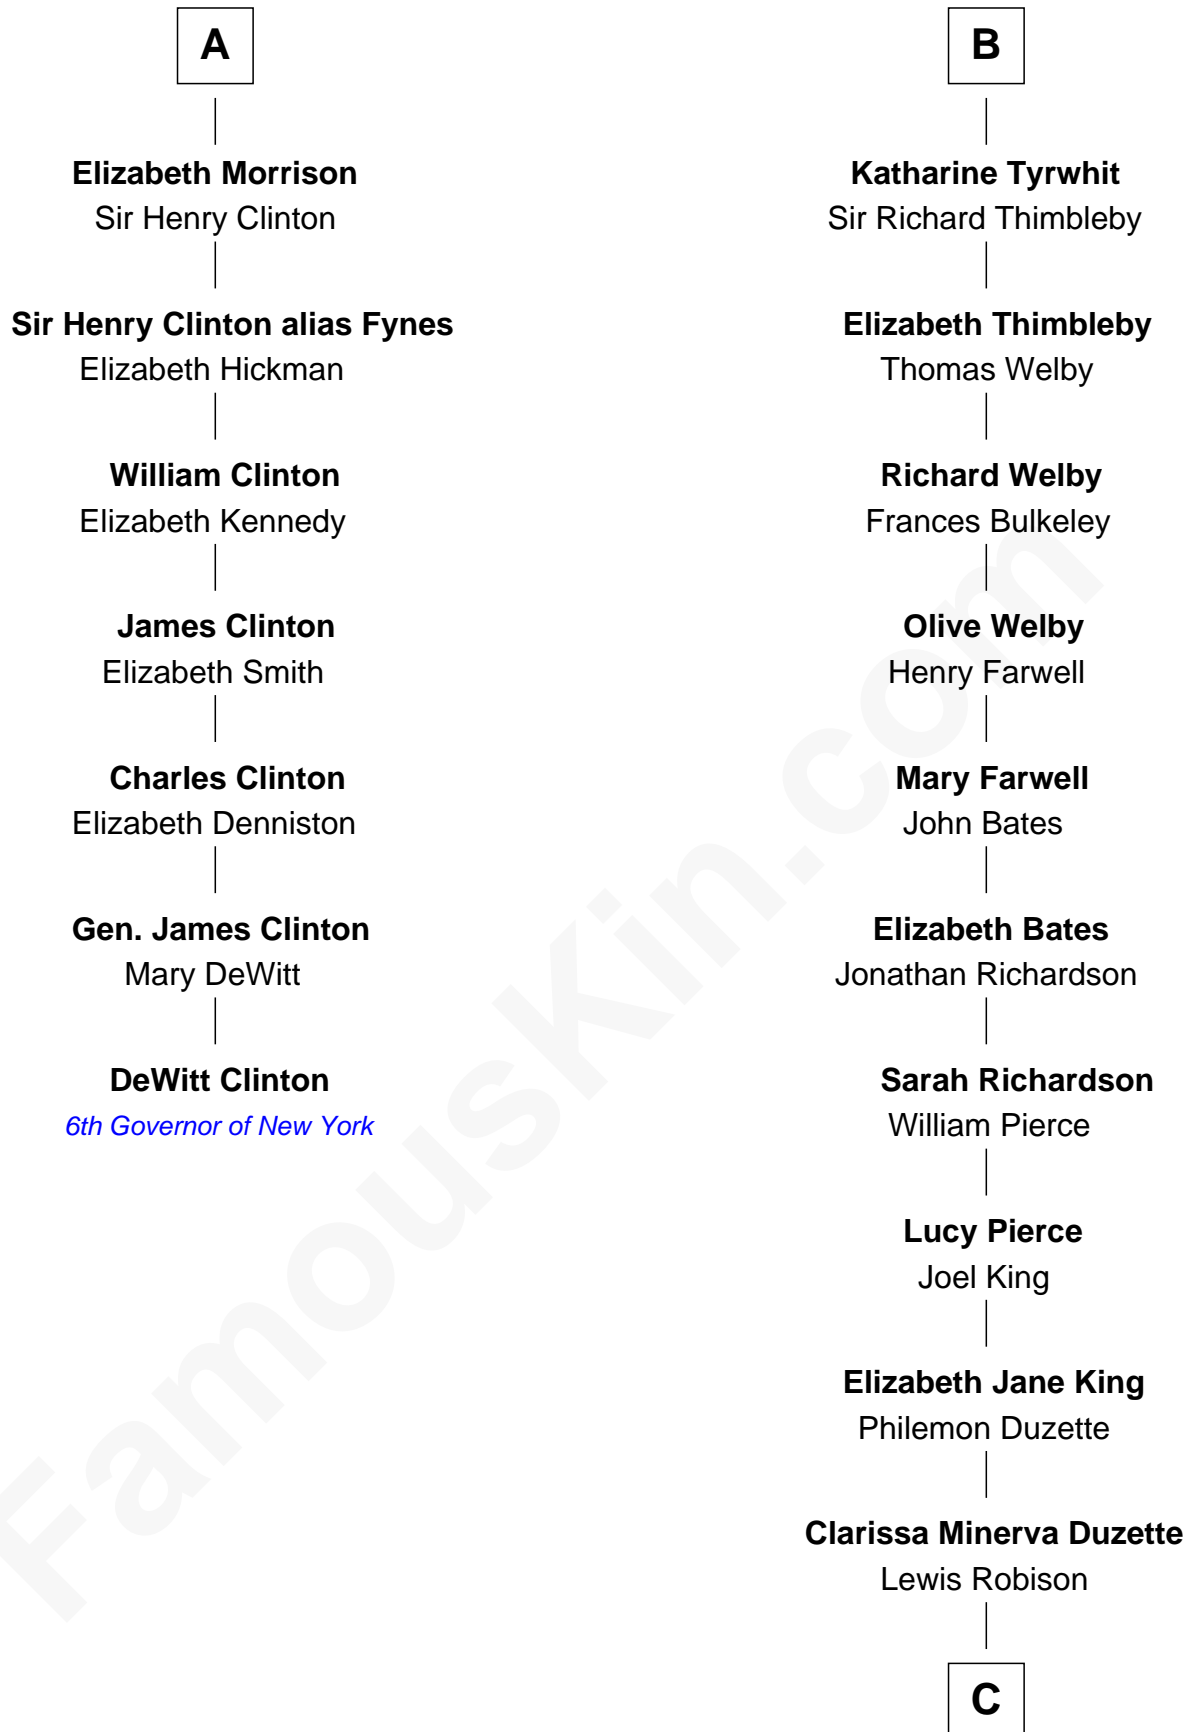 A
Elizabeth Morrison
Sir Henry Clinton
Sir Henry Clinton alias Fynes
Elizabeth Hickman
William Clinton
Elizabeth Kennedy
James Clinton
Elizabeth Smith
Charles Clinton
Elizabeth Denniston
Gen. James Clinton
Mary DeWitt
DeWitt Clinton
6th Governor of New York
B
Katharine Tyrwhit
Sir Richard Thimbleby
Elizabeth Thimbleby
Thomas Welby
Richard Welby
Frances Bulkeley
Olive Welby
Henry Farwell
Mary Farwell
John Bates
Elizabeth Bates
Jonathan Richardson
Sarah Richardson
William Pierce
Lucy Pierce
Joel King
Elizabeth Jane King
Philemon Duzette
Clarissa Minerva Duzette
Lewis Robison
C
FamousKin.com